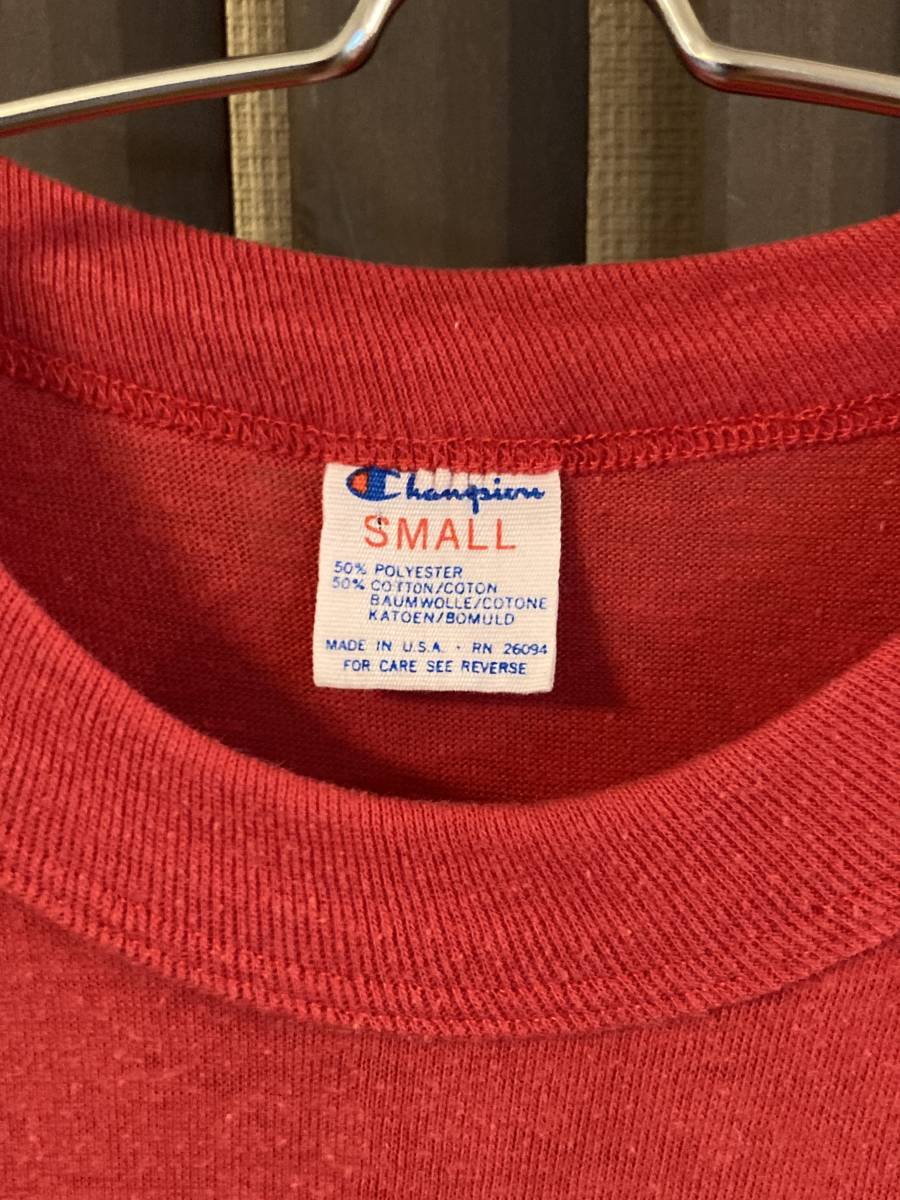 Champion
SMALL
50% POLYESTER
50% COTTON/COTON
BAUMWOLLE/COTONE
KATOEN/BOMULD
MADE IN U.S.A. · RN 26094
FOR CARE SEE REVERSE